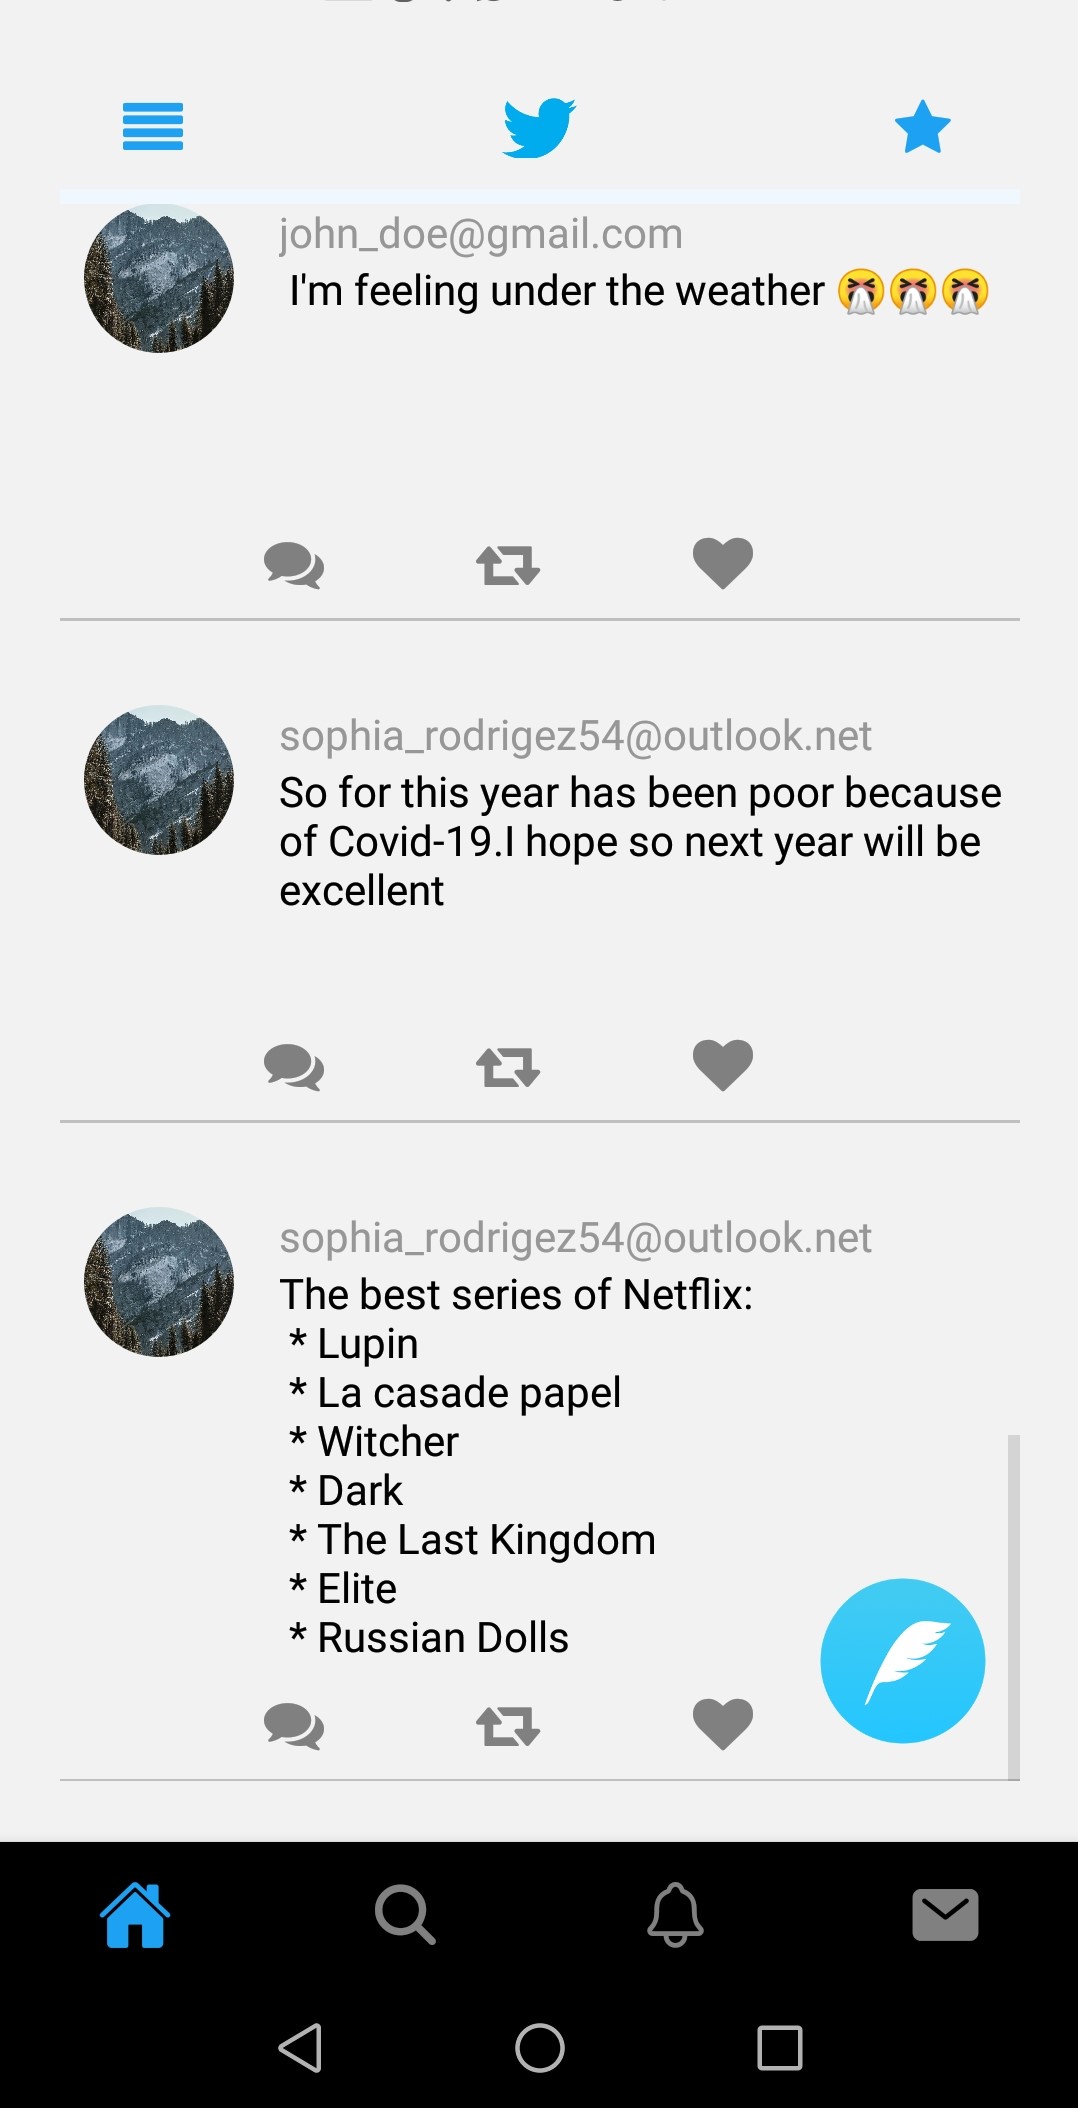 john_doe@gmail.com
I'm feeling under the weather 🤧🤧🤧
sophia_rodrigez54@outlook.net
So for this year has been poor because
of Covid-19.I hope so next year will be
excellent
sophia_rodrigez54@outlook.net
The best series of Netflix:
* Lupin
* La casade papel
* Witcher
* Dark
* The Last Kingdom
* Elite
* Russian Dolls